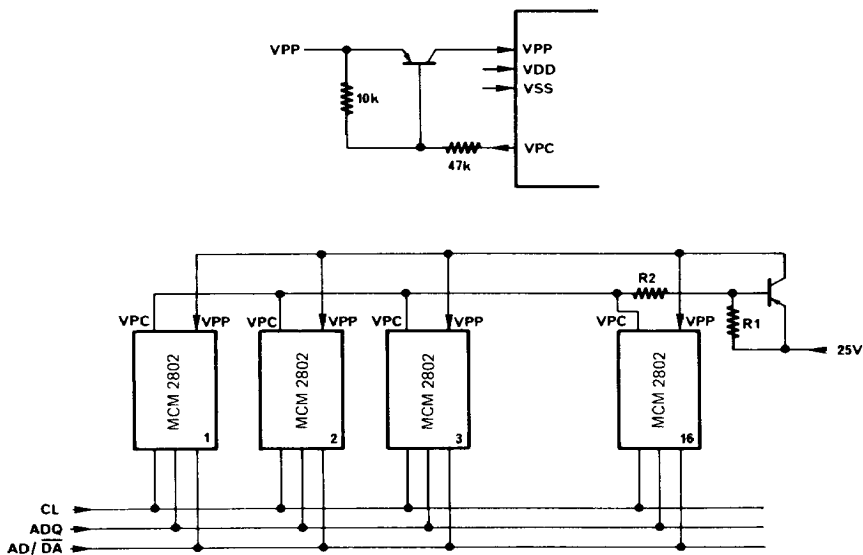 VPP
VPP
VDD
VSS
10k
47k
VPC
R2
VPC
VPP
VPC
VPP
VPC
VPP
VPC
VPP
R1
25V
MCM 2802
1
MCM 2802
2
MCM 2802
3
MCM 2802
16
CL
ADQ
AD/D̅A̅